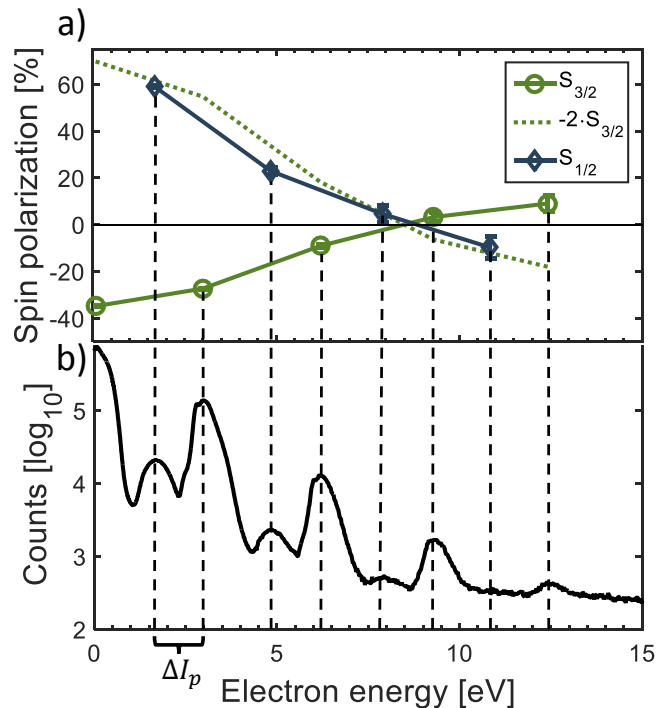 a)
Spin polarization [%]
60
40
20
0
-20
-40
S3/2
-2·S3/2
S1/2
b)
Counts [log10]
5
4
3
2
0
5
10
15
ΔIp
Electron energy [eV]